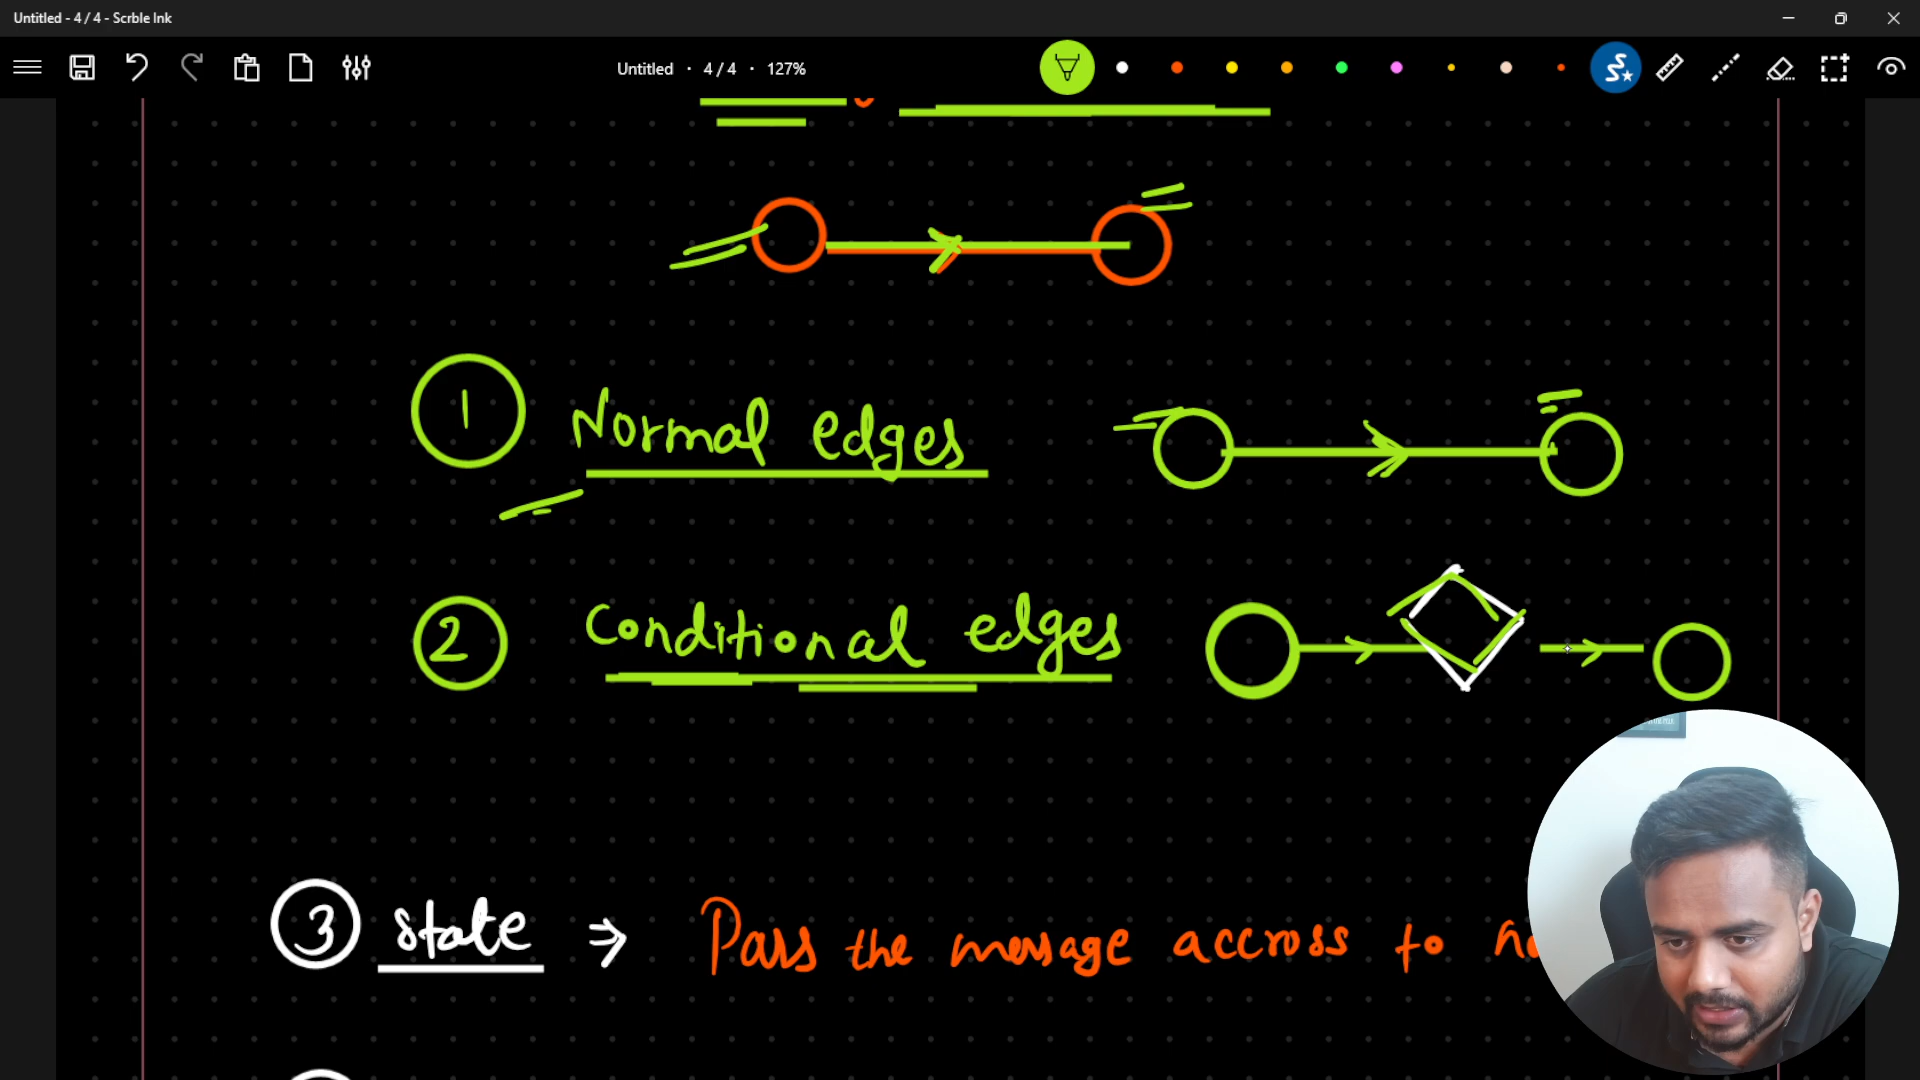 Untitled - 4 / 4 - Scrble Ink
Untitled • 4 / 4 • 127%
1 Normal edges
2 Conditional edges
3 state ⇒ Pass the message accross to